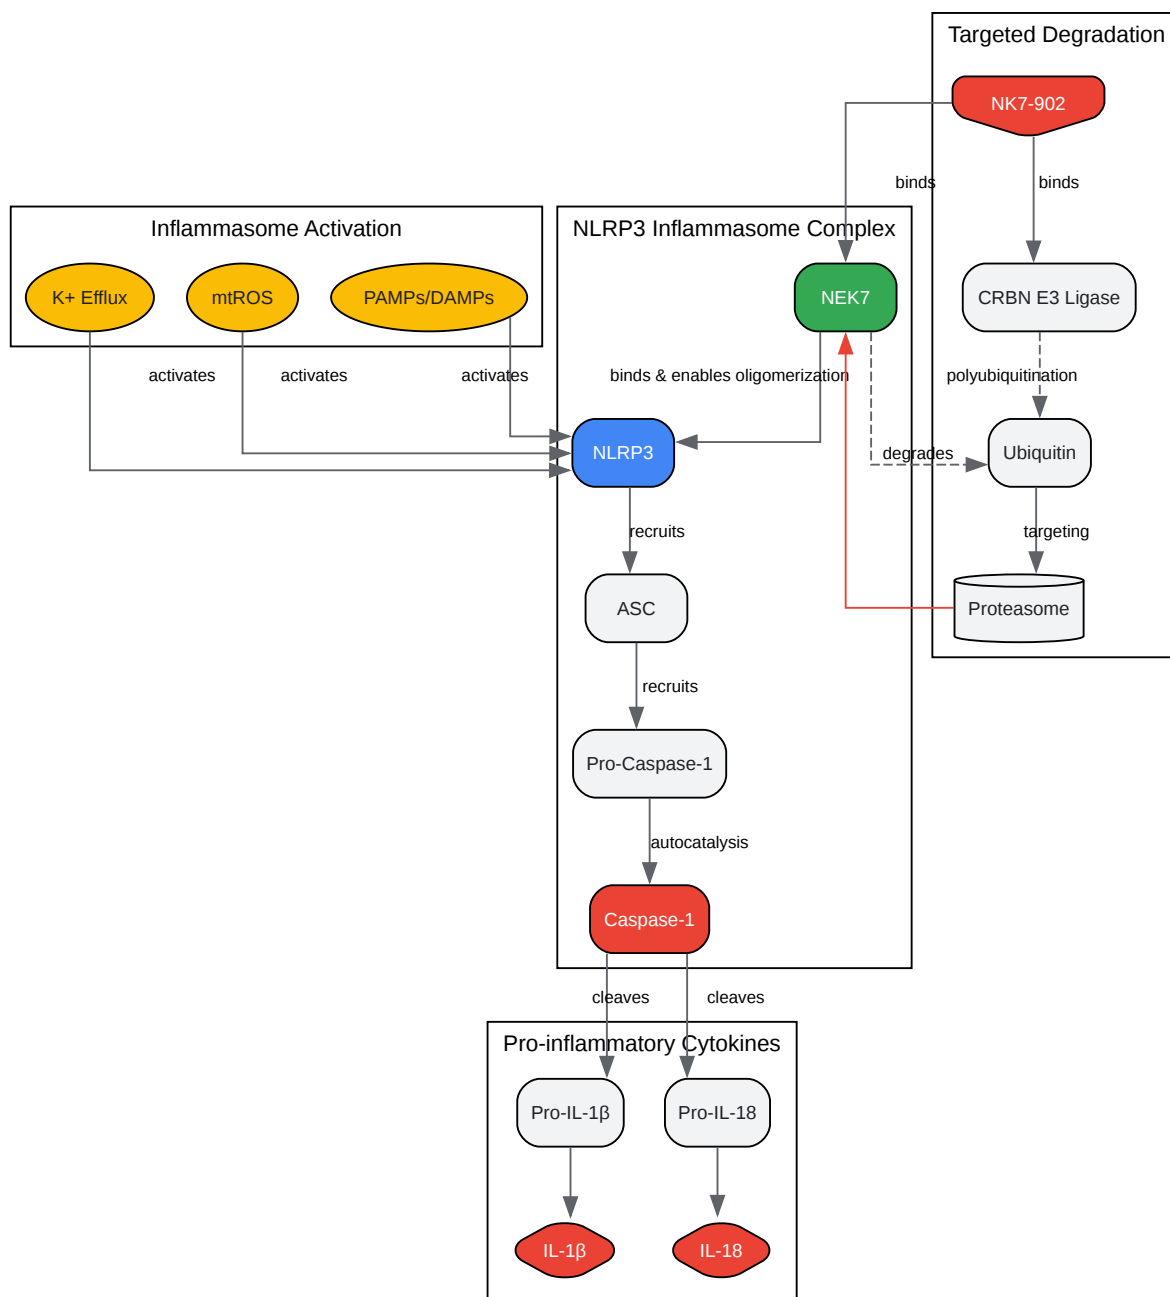 Targeted Degradation
NK7-902
binds
binds
Inflammasome Activation
NLRP3 Inflammasome Complex
K+ Efflux
mtROS
PAMPs/DAMPs
NEK7
CRBN E3 Ligase
activates
activates
activates
binds & enables oligomerization
polyubiquitination
NLRP3
degrades
Ubiquitin
recruits
targeting
ASC
Proteasome
recruits
Pro-Caspase-1
autocatalysis
Caspase-1
cleaves
cleaves
Pro-inflammatory Cytokines
Pro-IL-1β
Pro-IL-18
IL-1β
IL-18